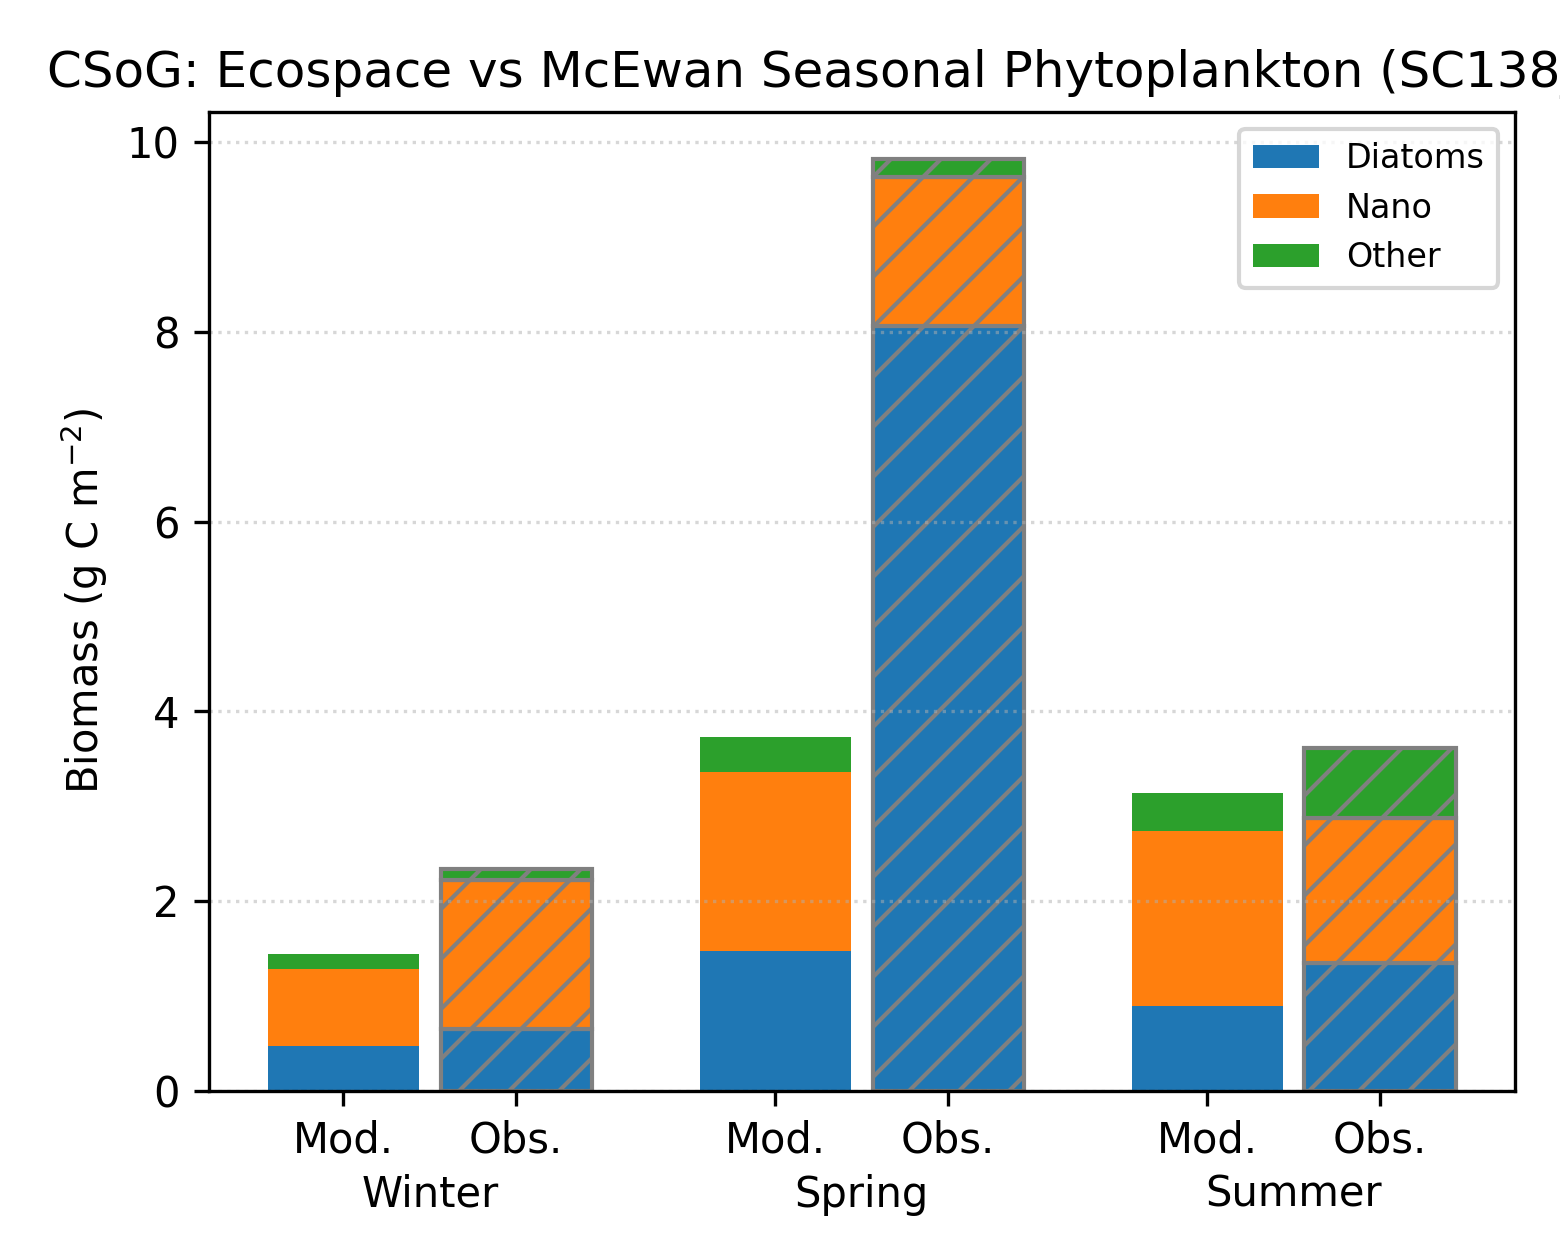 CSoG: Ecospace vs McEwan Seasonal Phytoplankton (SC138
10
8
6
4
2
0
Biomass (g C m⁻²)
Diatoms
Nano
Other
Mod. Obs. Mod. Obs. Mod. Obs.
Winter Spring Summer